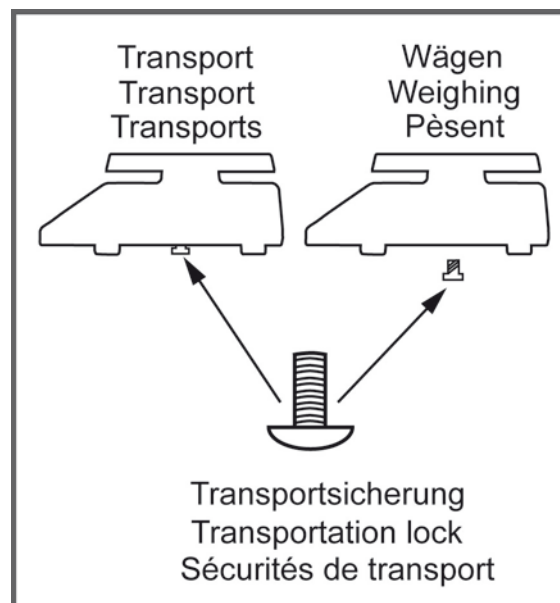 Transport
Transport
Transports
Wägen
Weighing
Pèsent
Transportsicherung
Transportation lock
Sécurités de transport